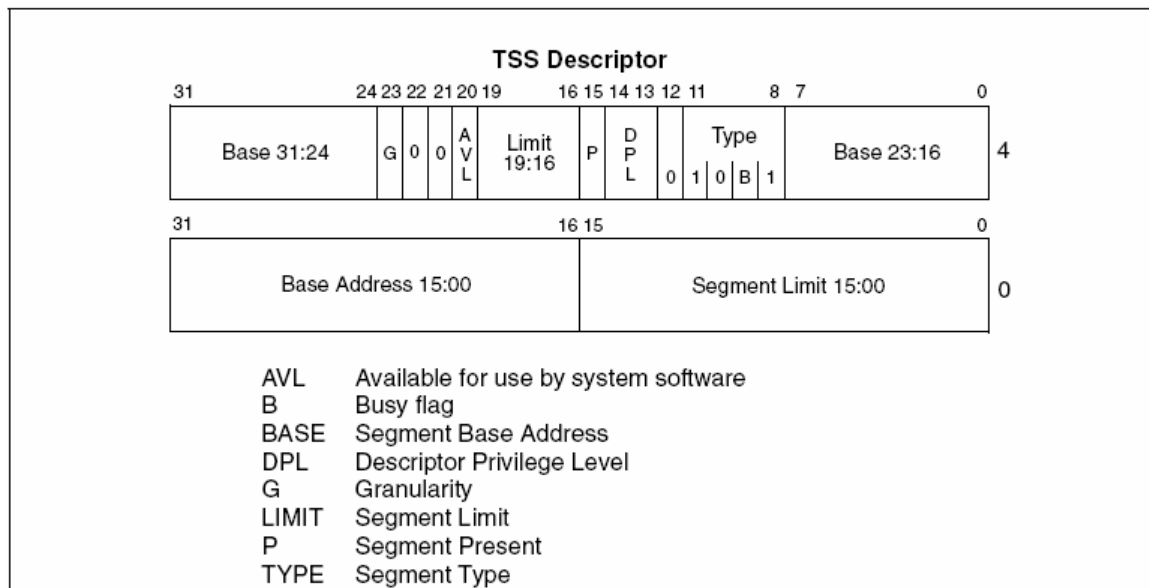 TSS Descriptor
31 24 23 22 21 20 19 16 15 14 13 12 11 8 7 0
Base 31:24 G 0 0 AVL Limit 19:16 P DPL 0 Type 1 0 B 1 Base 23:16 4
31 16 15 0
Base Address 15:00 Segment Limit 15:00 0
AVL Available for use by system software
B Busy flag
BASE Segment Base Address
DPL Descriptor Privilege Level
G Granularity
LIMIT Segment Limit
P Segment Present
TYPE Segment Type